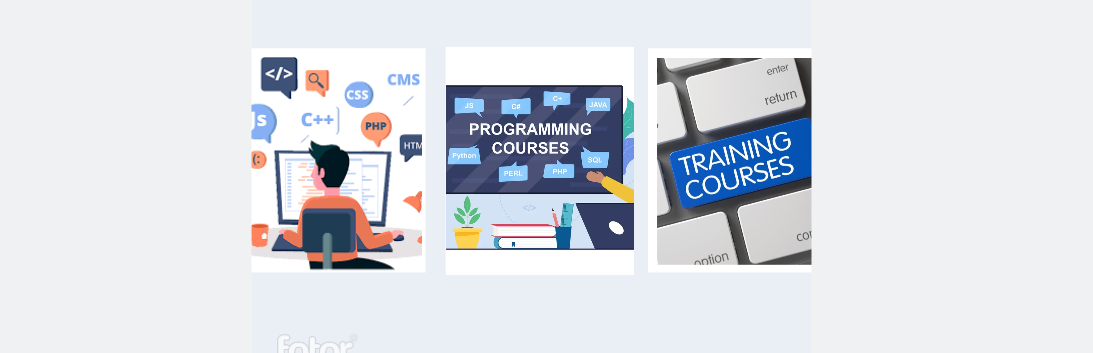 </>
CMS
CSS
JS
C++
PHP
HTM
JS
C#
C+
JAVA
PROGRAMMING
COURSES
Python
SQL
PERL
PHP
</>
enter
return
TRAINING
COURSES
option
fotor